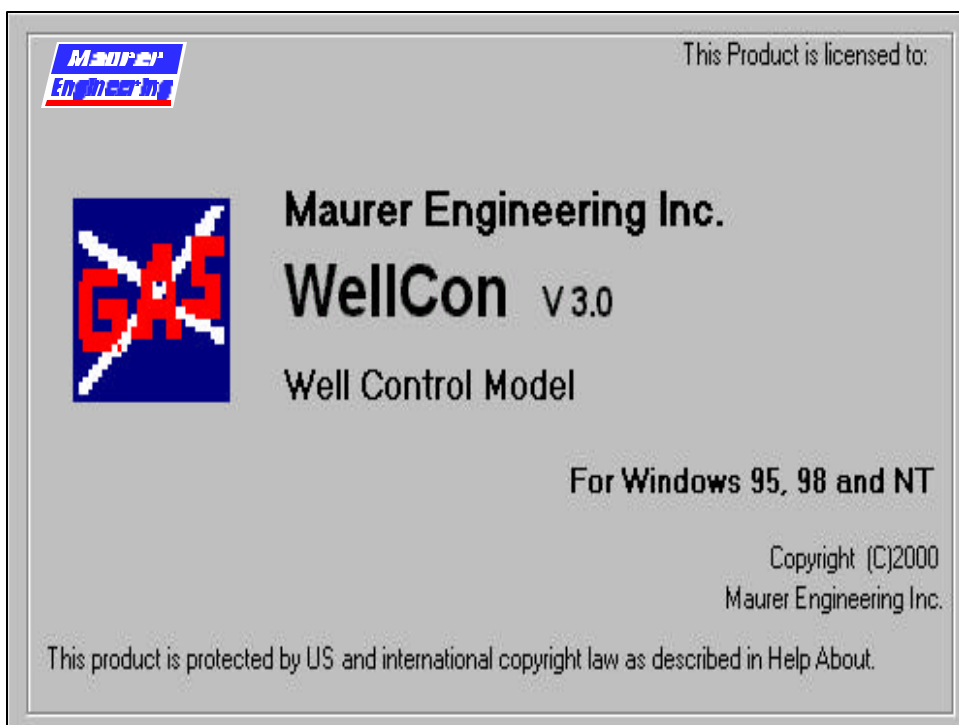 Maurer
Engineering
This Product is licensed to:
GAS
Maurer Engineering Inc.
WellCon V 3.0
Well Control Model
For Windows 95, 98 and NT
Copyright (C)2000
Maurer Engineering Inc.
This product is protected by US and international copyright law as described in Help About.